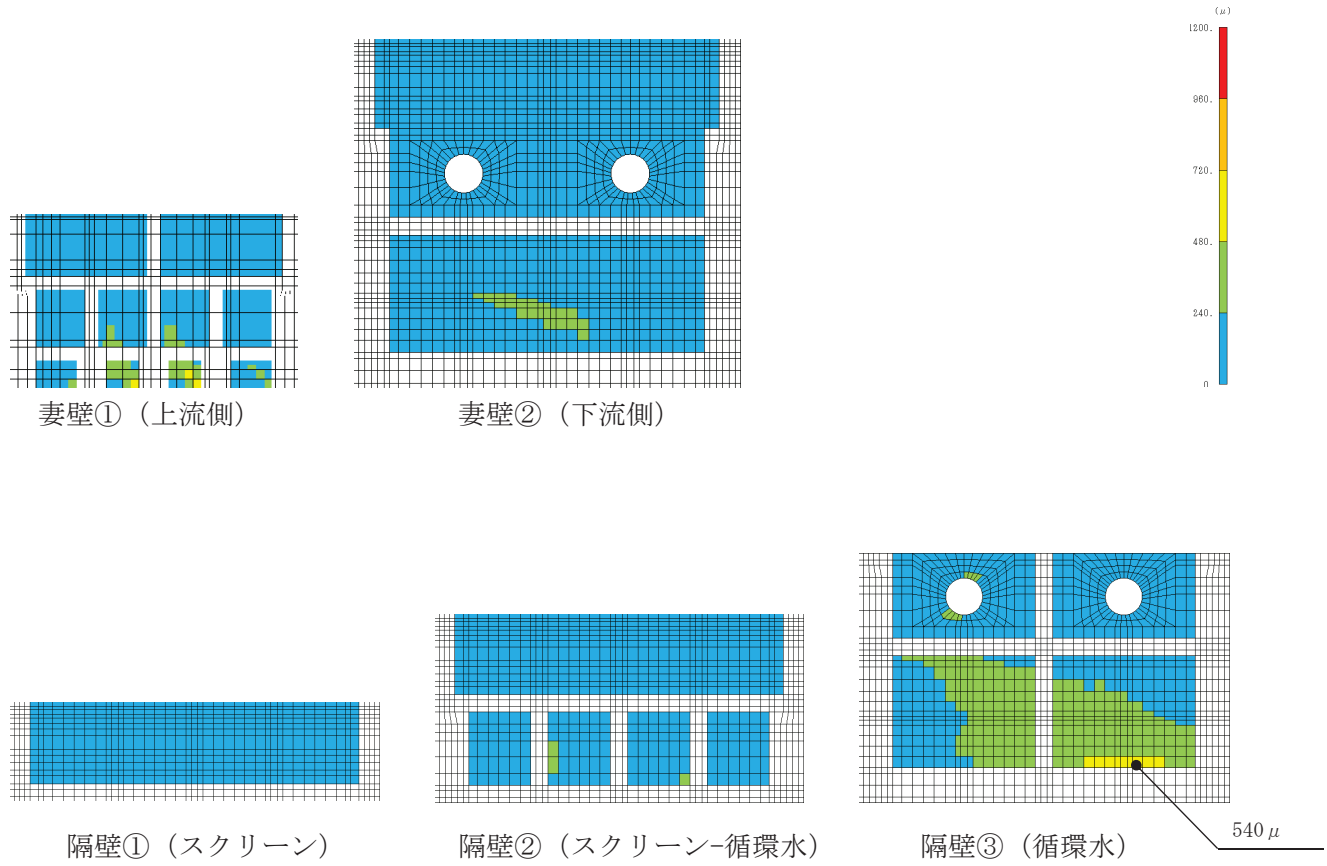 (μ)
1200.
960.
720.
480.
240.
0
妻壁①（上流側）
妻壁②（下流側）
隔壁①（スクリーン）
隔壁②（スクリーン−循環水）
隔壁③（循環水）
540μ